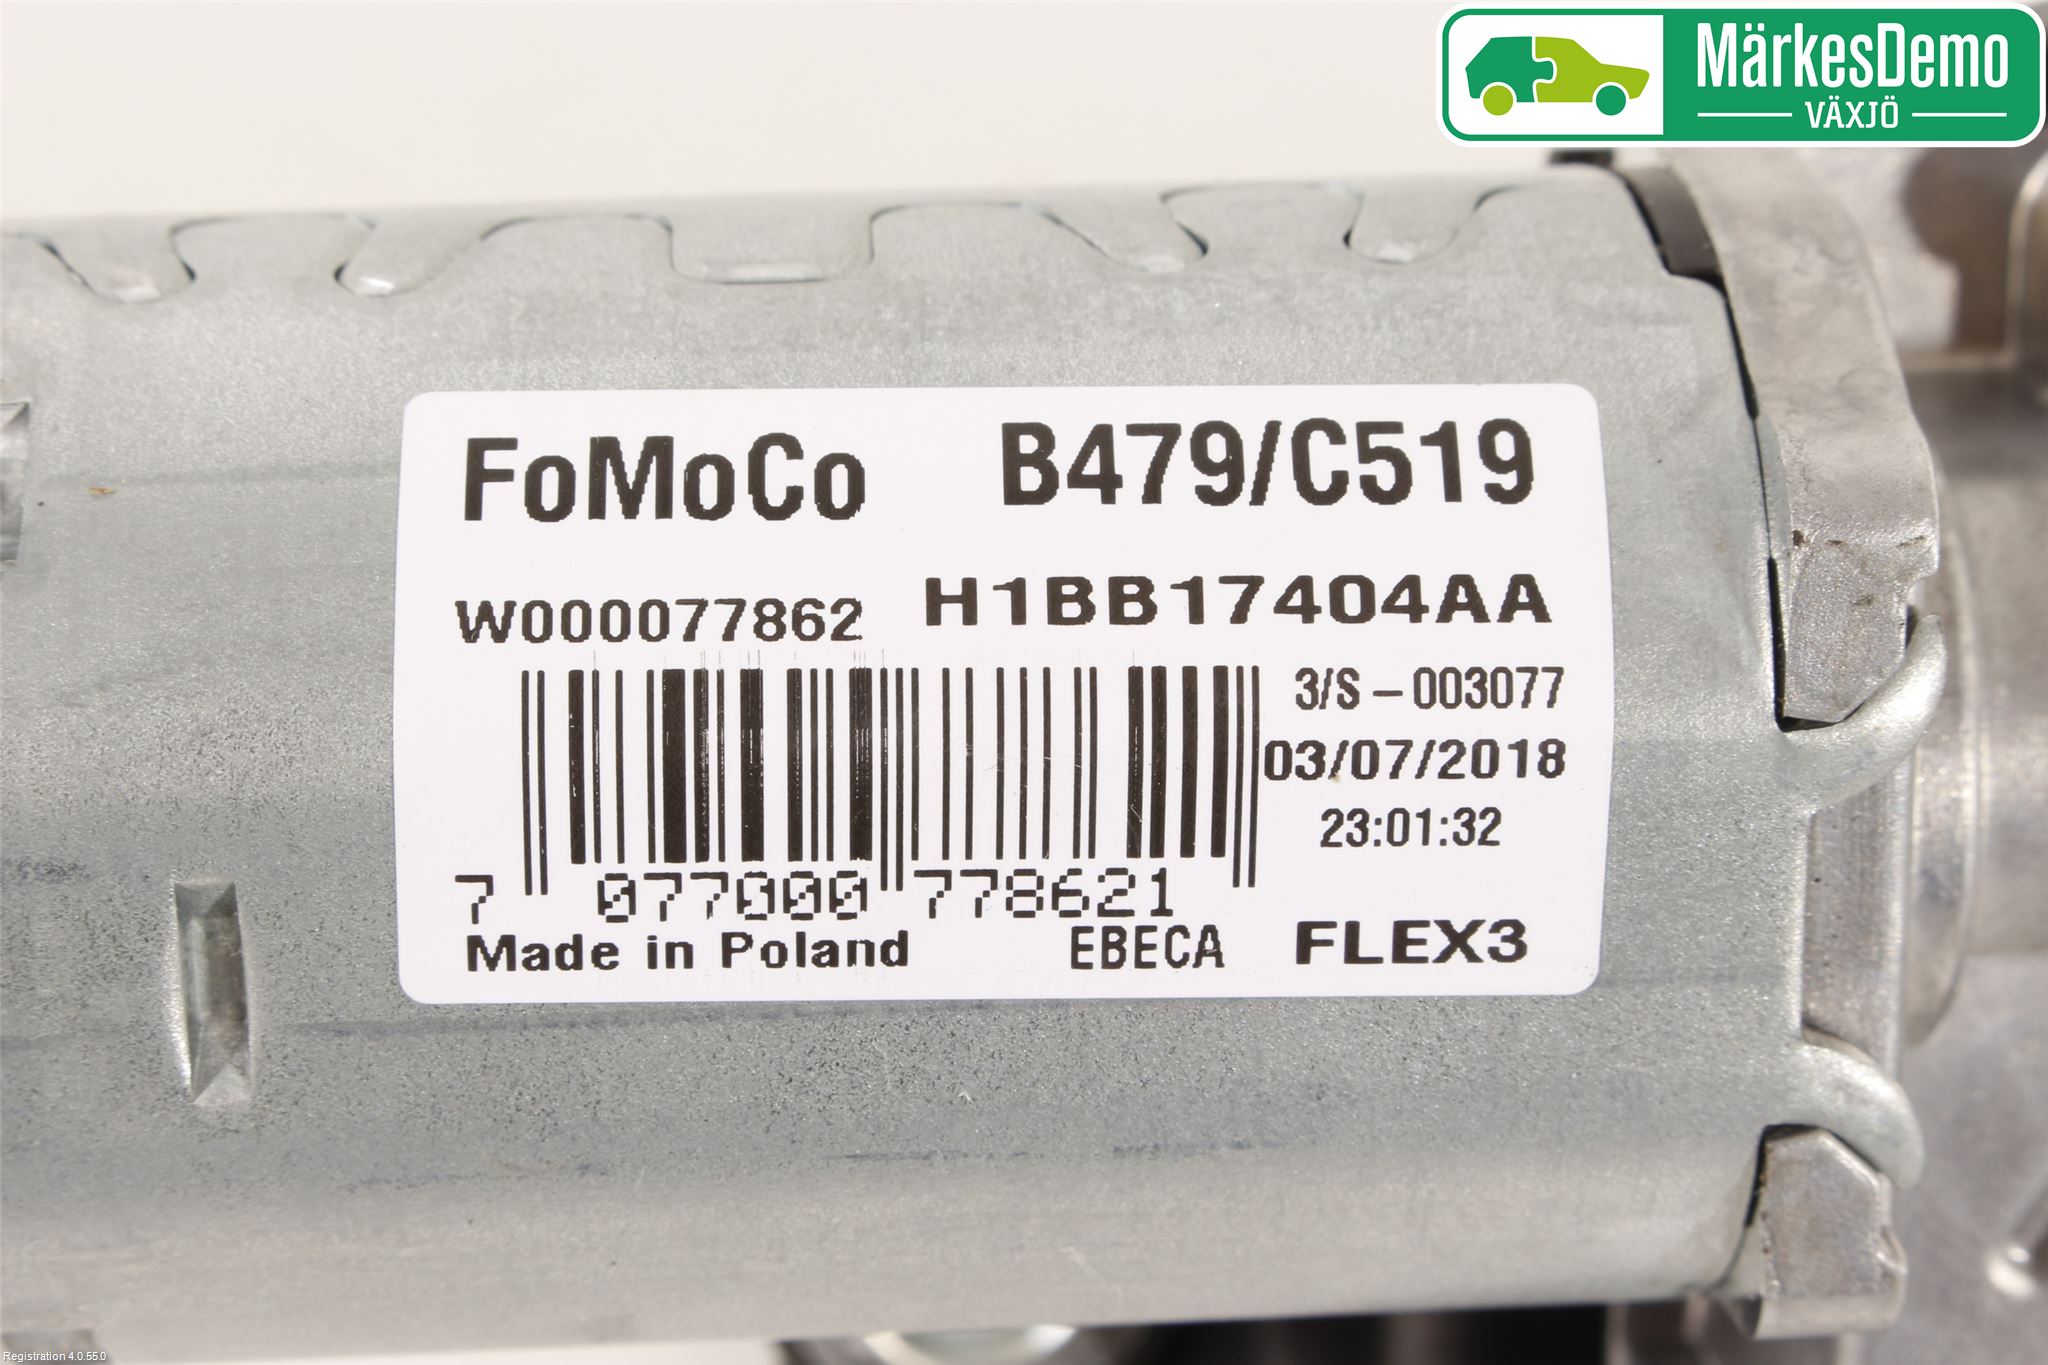 MärkesDemo
VÄXJÖ
FoMoCo B479/C519
W000077862 H1BB17404AA
3/S-003077
03/07/2018
23:01:32
7 077000 778621
Made in Poland EBECA FLEX3
Registration 4.0.55.0